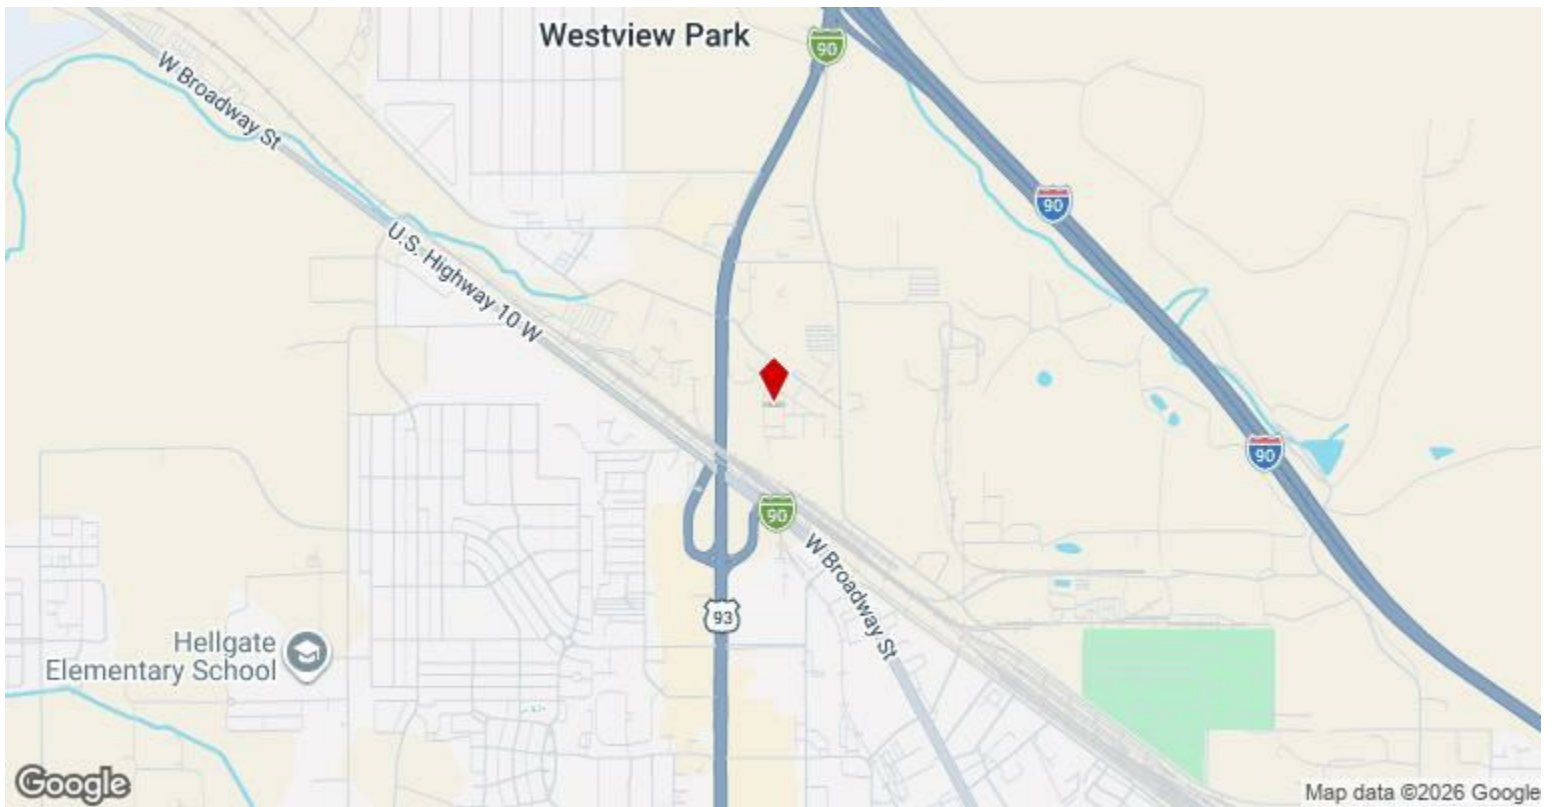 Westview Park
90
W Broadway St
90
U.S. Highway 10 W
90
90
W Broadway St
93
Hellgate
Elementary School
Google
Map data ©2026 Google